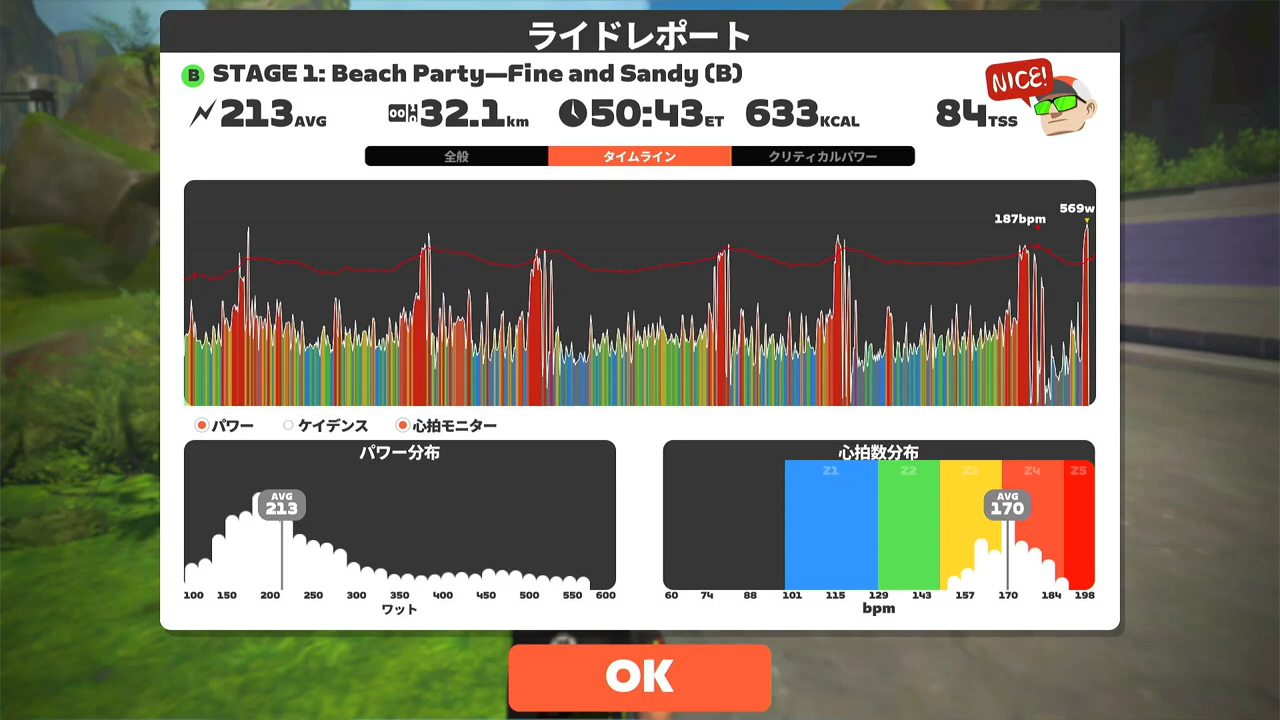 ライドレポート
B STAGE 1: Beach Party—Fine and Sandy (B)
NICE!
213AVG 32.1km 50:43ET 633KCAL 84TSS
全般 タイムライン クリティカルパワー
569w
187bpm
パワー ケイデンス 心拍モニター
パワー分布
AVG
213
100 150 200 250 300 350 400 450 500 550 600
ワット
心拍数分布
Z1 Z2 Z3 Z4 Z5
AVG
170
60 74 88 101 115 129 143 157 170 184 198
bpm
OK